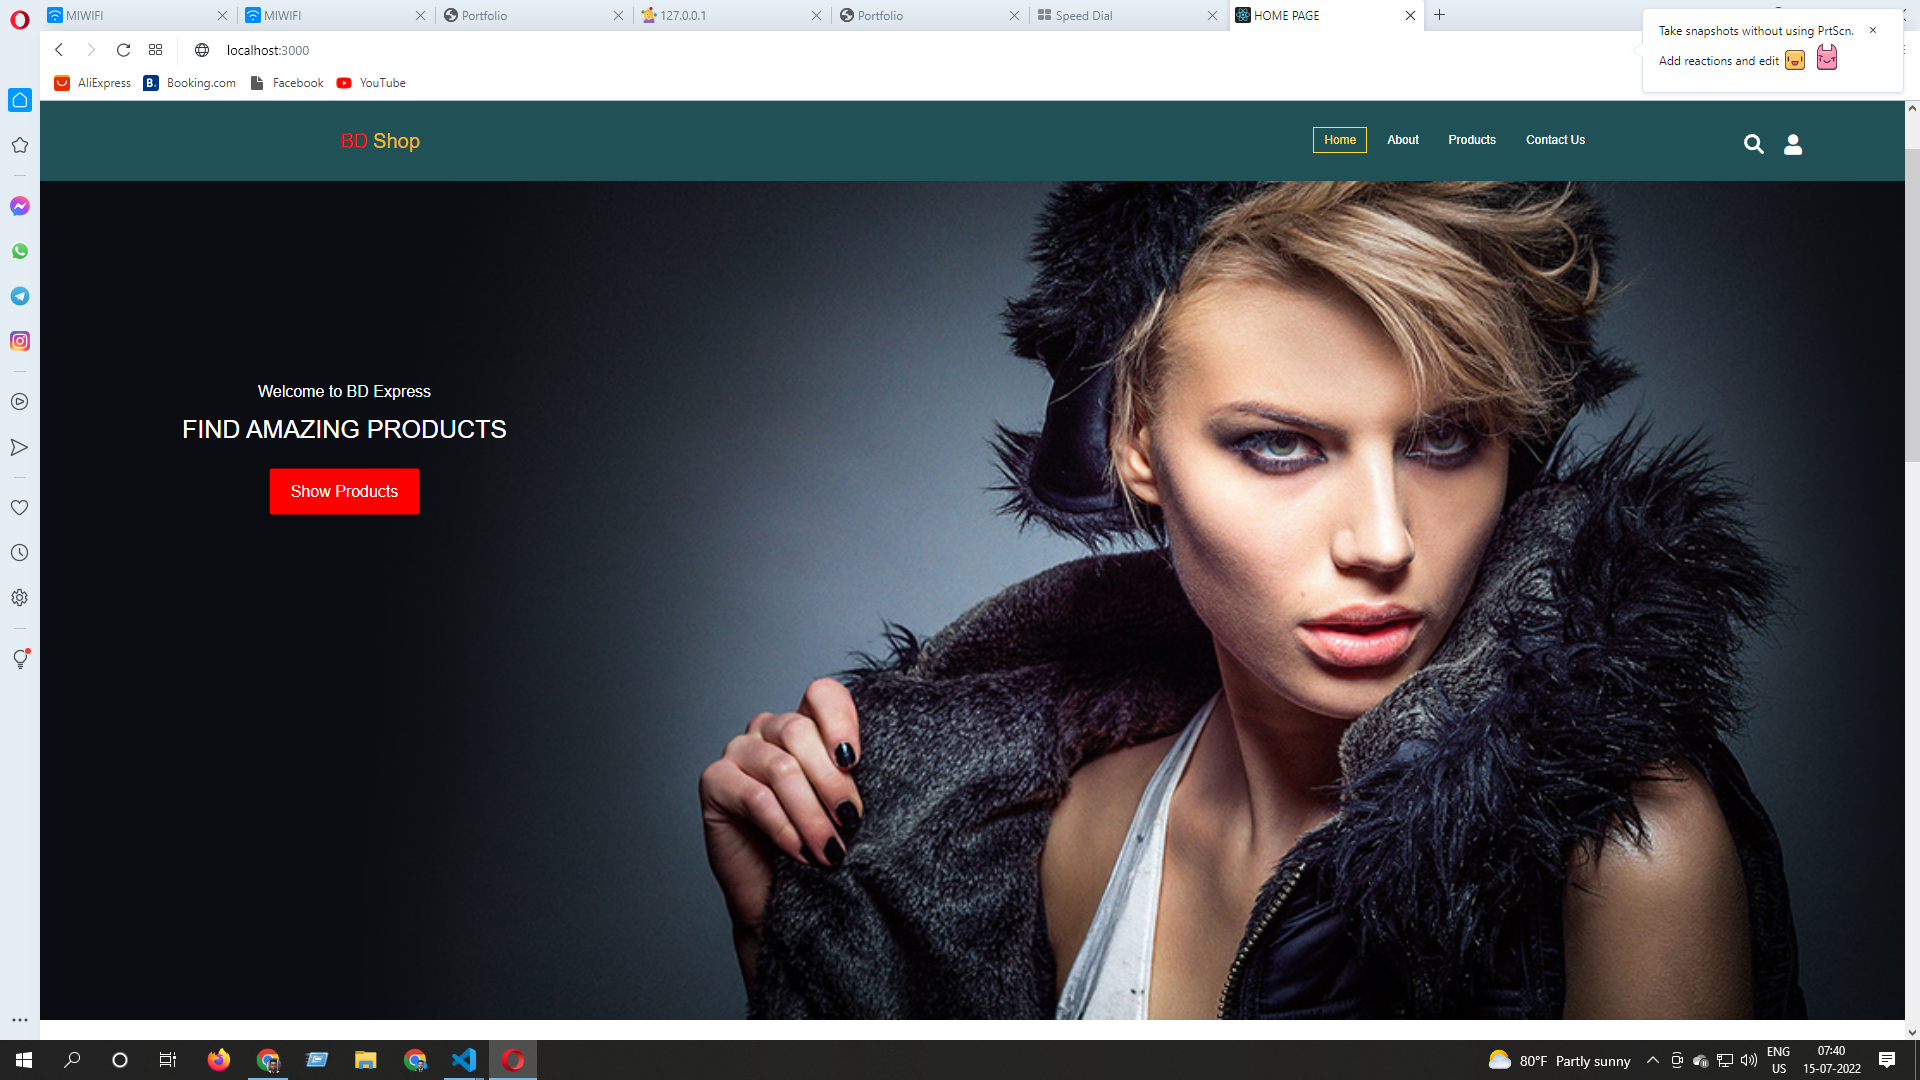 MIWIFI
MIWIFI
Portfolio
127.0.0.1
Portfolio
Speed Dial
HOME PAGE
Take snapshots without using PrtScn.
Add reactions and edit
localhost:3000
AliExpress
B.
Booking.com
Facebook
YouTube
BD Shop
Home
About
Products
Contact Us
Welcome to BD Express
FIND AMAZING PRODUCTS
Show Products
80°F Partly sunny
ENG
US
07:40
15-07-2022